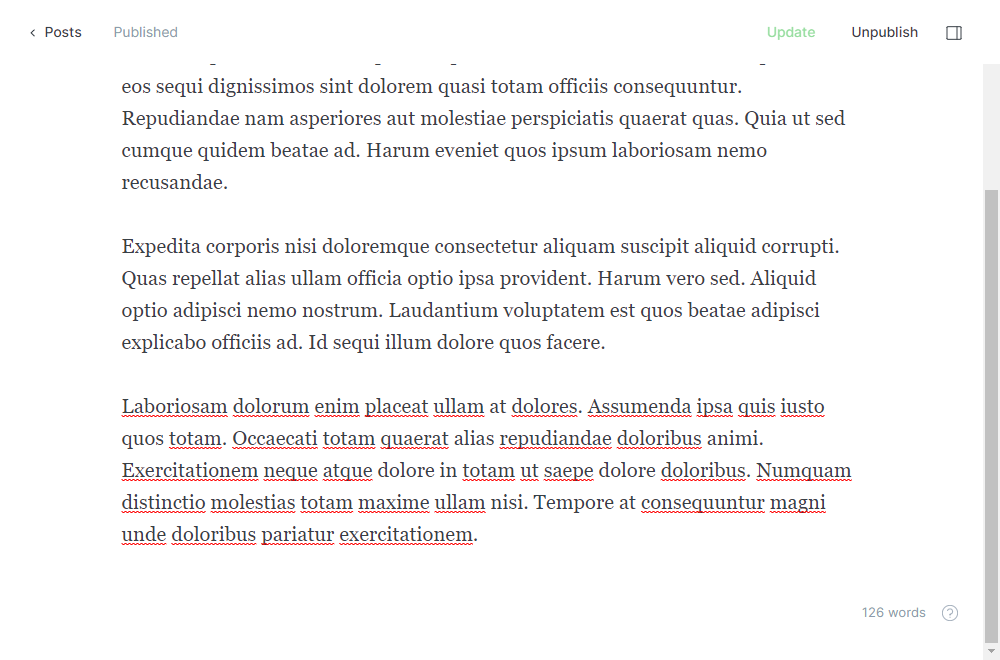 Posts Published Update Unpublish
eos sequi dignissimos sint dolorem quasi totam officiis consequuntur.
Repudiandae nam asperiores aut molestiae perspiciatis quaerat quas. Quia ut sed
cumque quidem beatae ad. Harum eveniet quos ipsum laboriosam nemo
recusandae.
Expedita corporis nisi doloremque consectetur aliquam suscipit aliquid corrupti.
Quas repellat alias ullam officia optio ipsa provident. Harum vero sed. Aliquid
optio adipisci nemo nostrum. Laudantium voluptatem est quos beatae adipisci
explicabo officiis ad. Id sequi illum dolore quos facere.
Laboriosam dolorum enim placeat ullam at dolores. Assumenda ipsa quis iusto
quos totam. Occaecati totam quaerat alias repudiandae doloribus animi.
Exercitationem neque atque dolore in totam ut saepe dolore doloribus. Numquam
distinctio molestias totam maxime ullam nisi. Tempore at consequuntur magni
unde doloribus pariatur exercitationem.
126 words ?